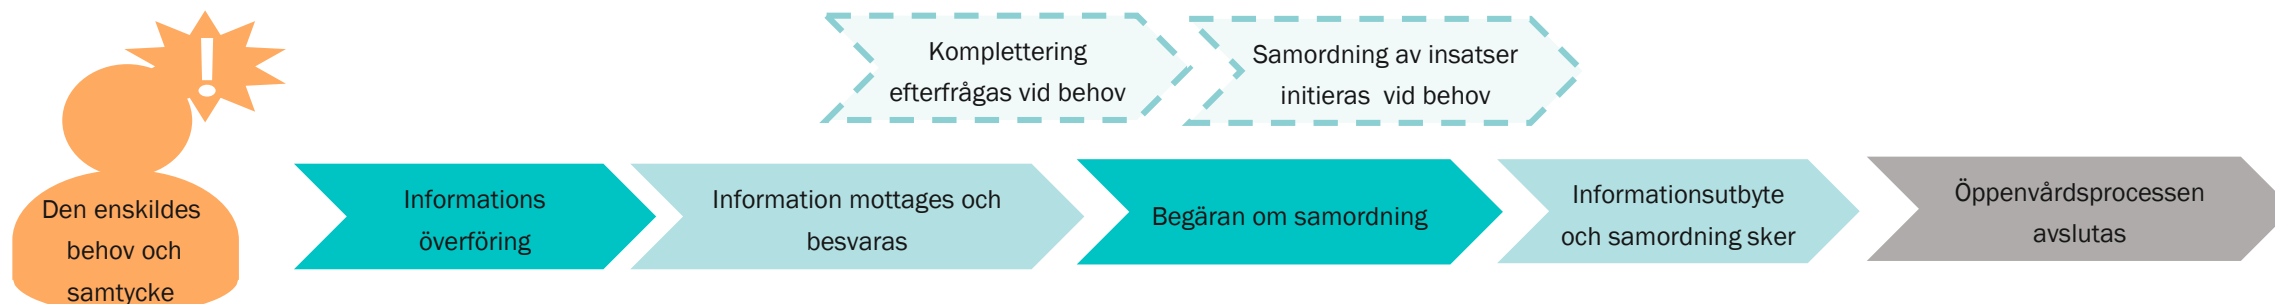 !
Komplettering
efterfrågas vid behov
Samordning av insatser
initieras  vid behov
Den enskildes
behov och
samtycke
Informations
överföring
Information mottages och
besvaras
Begäran om samordning
Informationsutbyte
och samordning sker
Öppenvårdsprocessen
avslutas